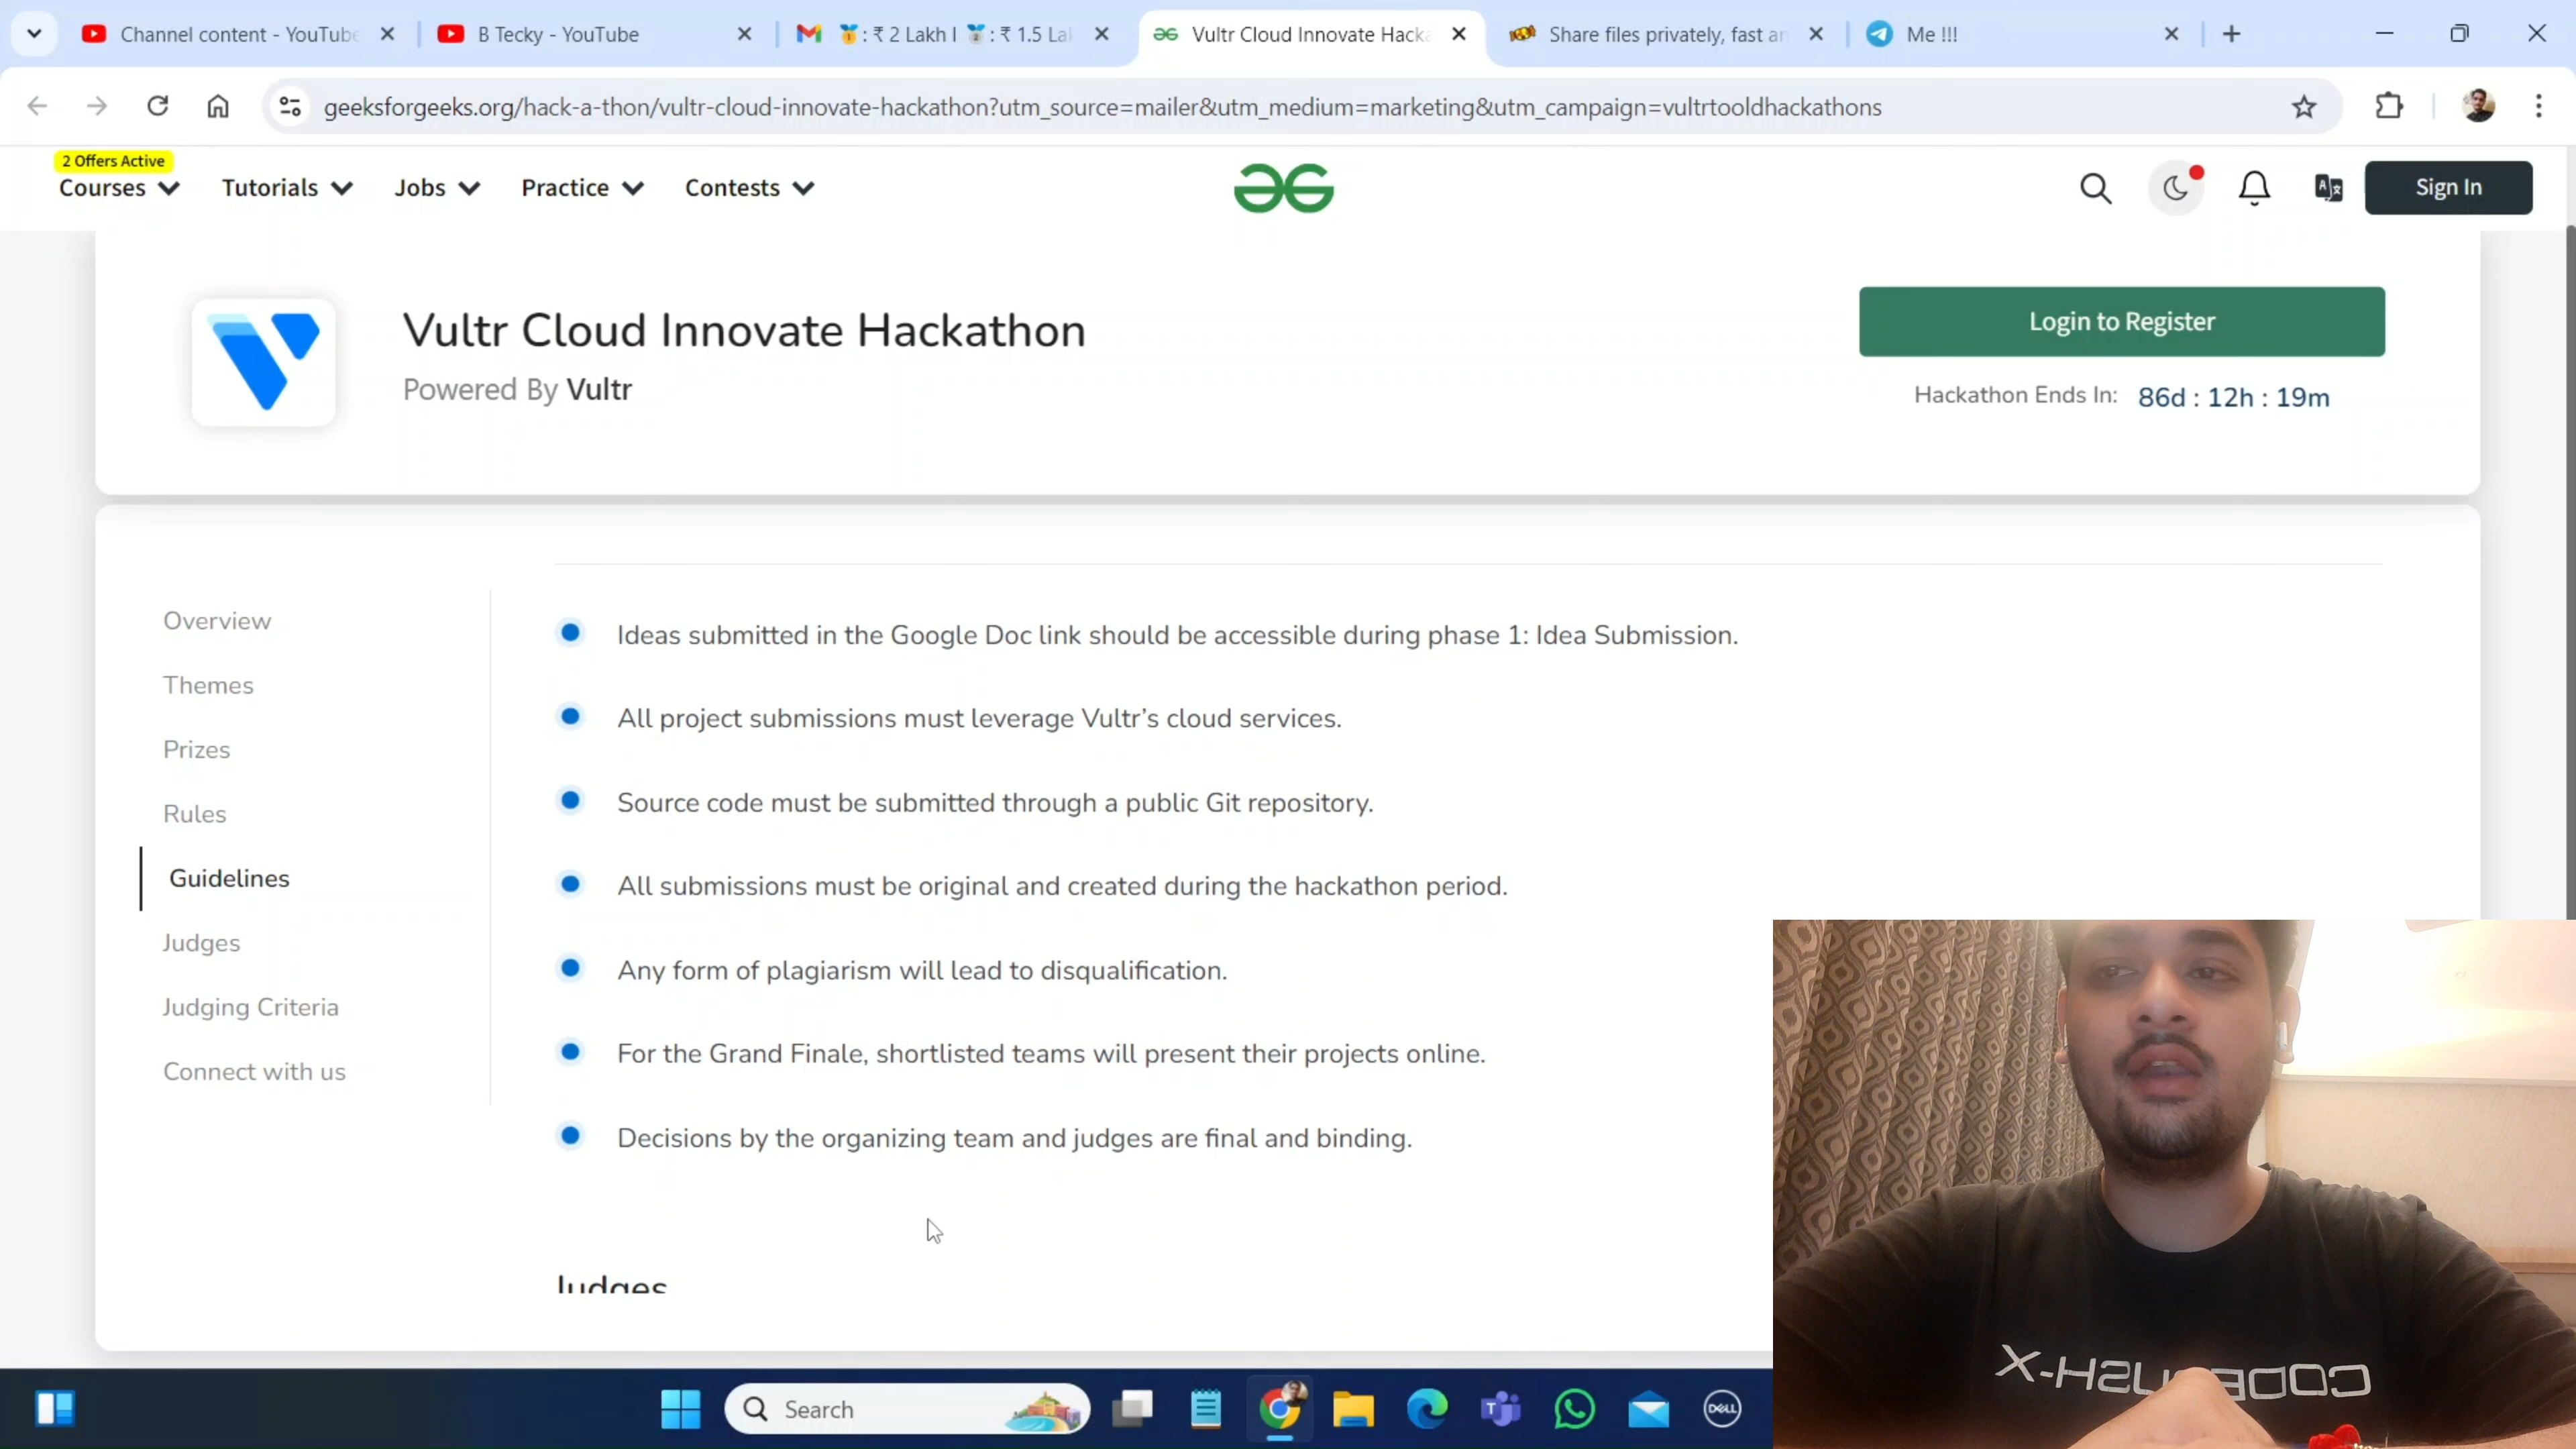 Channel content - YouTube
B Tecky - YouTube
🥇: ₹ 2 Lakh I 🥈: ₹ 1.5 Lak
Vultr Cloud Innovate Hacka
Share files privately, fast an
Me !!!
geeksforgeeks.org/hack-a-thon/vultr-cloud-innovate-hackathon?utm_source=mailer&utm_medium=marketing&utm_campaign=vultrtooldhackathons
2 Offers Active
Courses Tutorials Jobs Practice Contests
Sign In
Vultr Cloud Innovate Hackathon
Powered By Vultr
Login to Register
Hackathon Ends In: 86d : 12h : 19m
Overview
Themes
Prizes
Rules
Guidelines
Judges
Judging Criteria
Connect with us
Ideas submitted in the Google Doc link should be accessible during phase 1: Idea Submission.
All project submissions must leverage Vultr’s cloud services.
Source code must be submitted through a public Git repository.
All submissions must be original and created during the hackathon period.
Any form of plagiarism will lead to disqualification.
For the Grand Finale, shortlisted teams will present their projects online.
Decisions by the organizing team and judges are final and binding.
Judges
Search
DELL